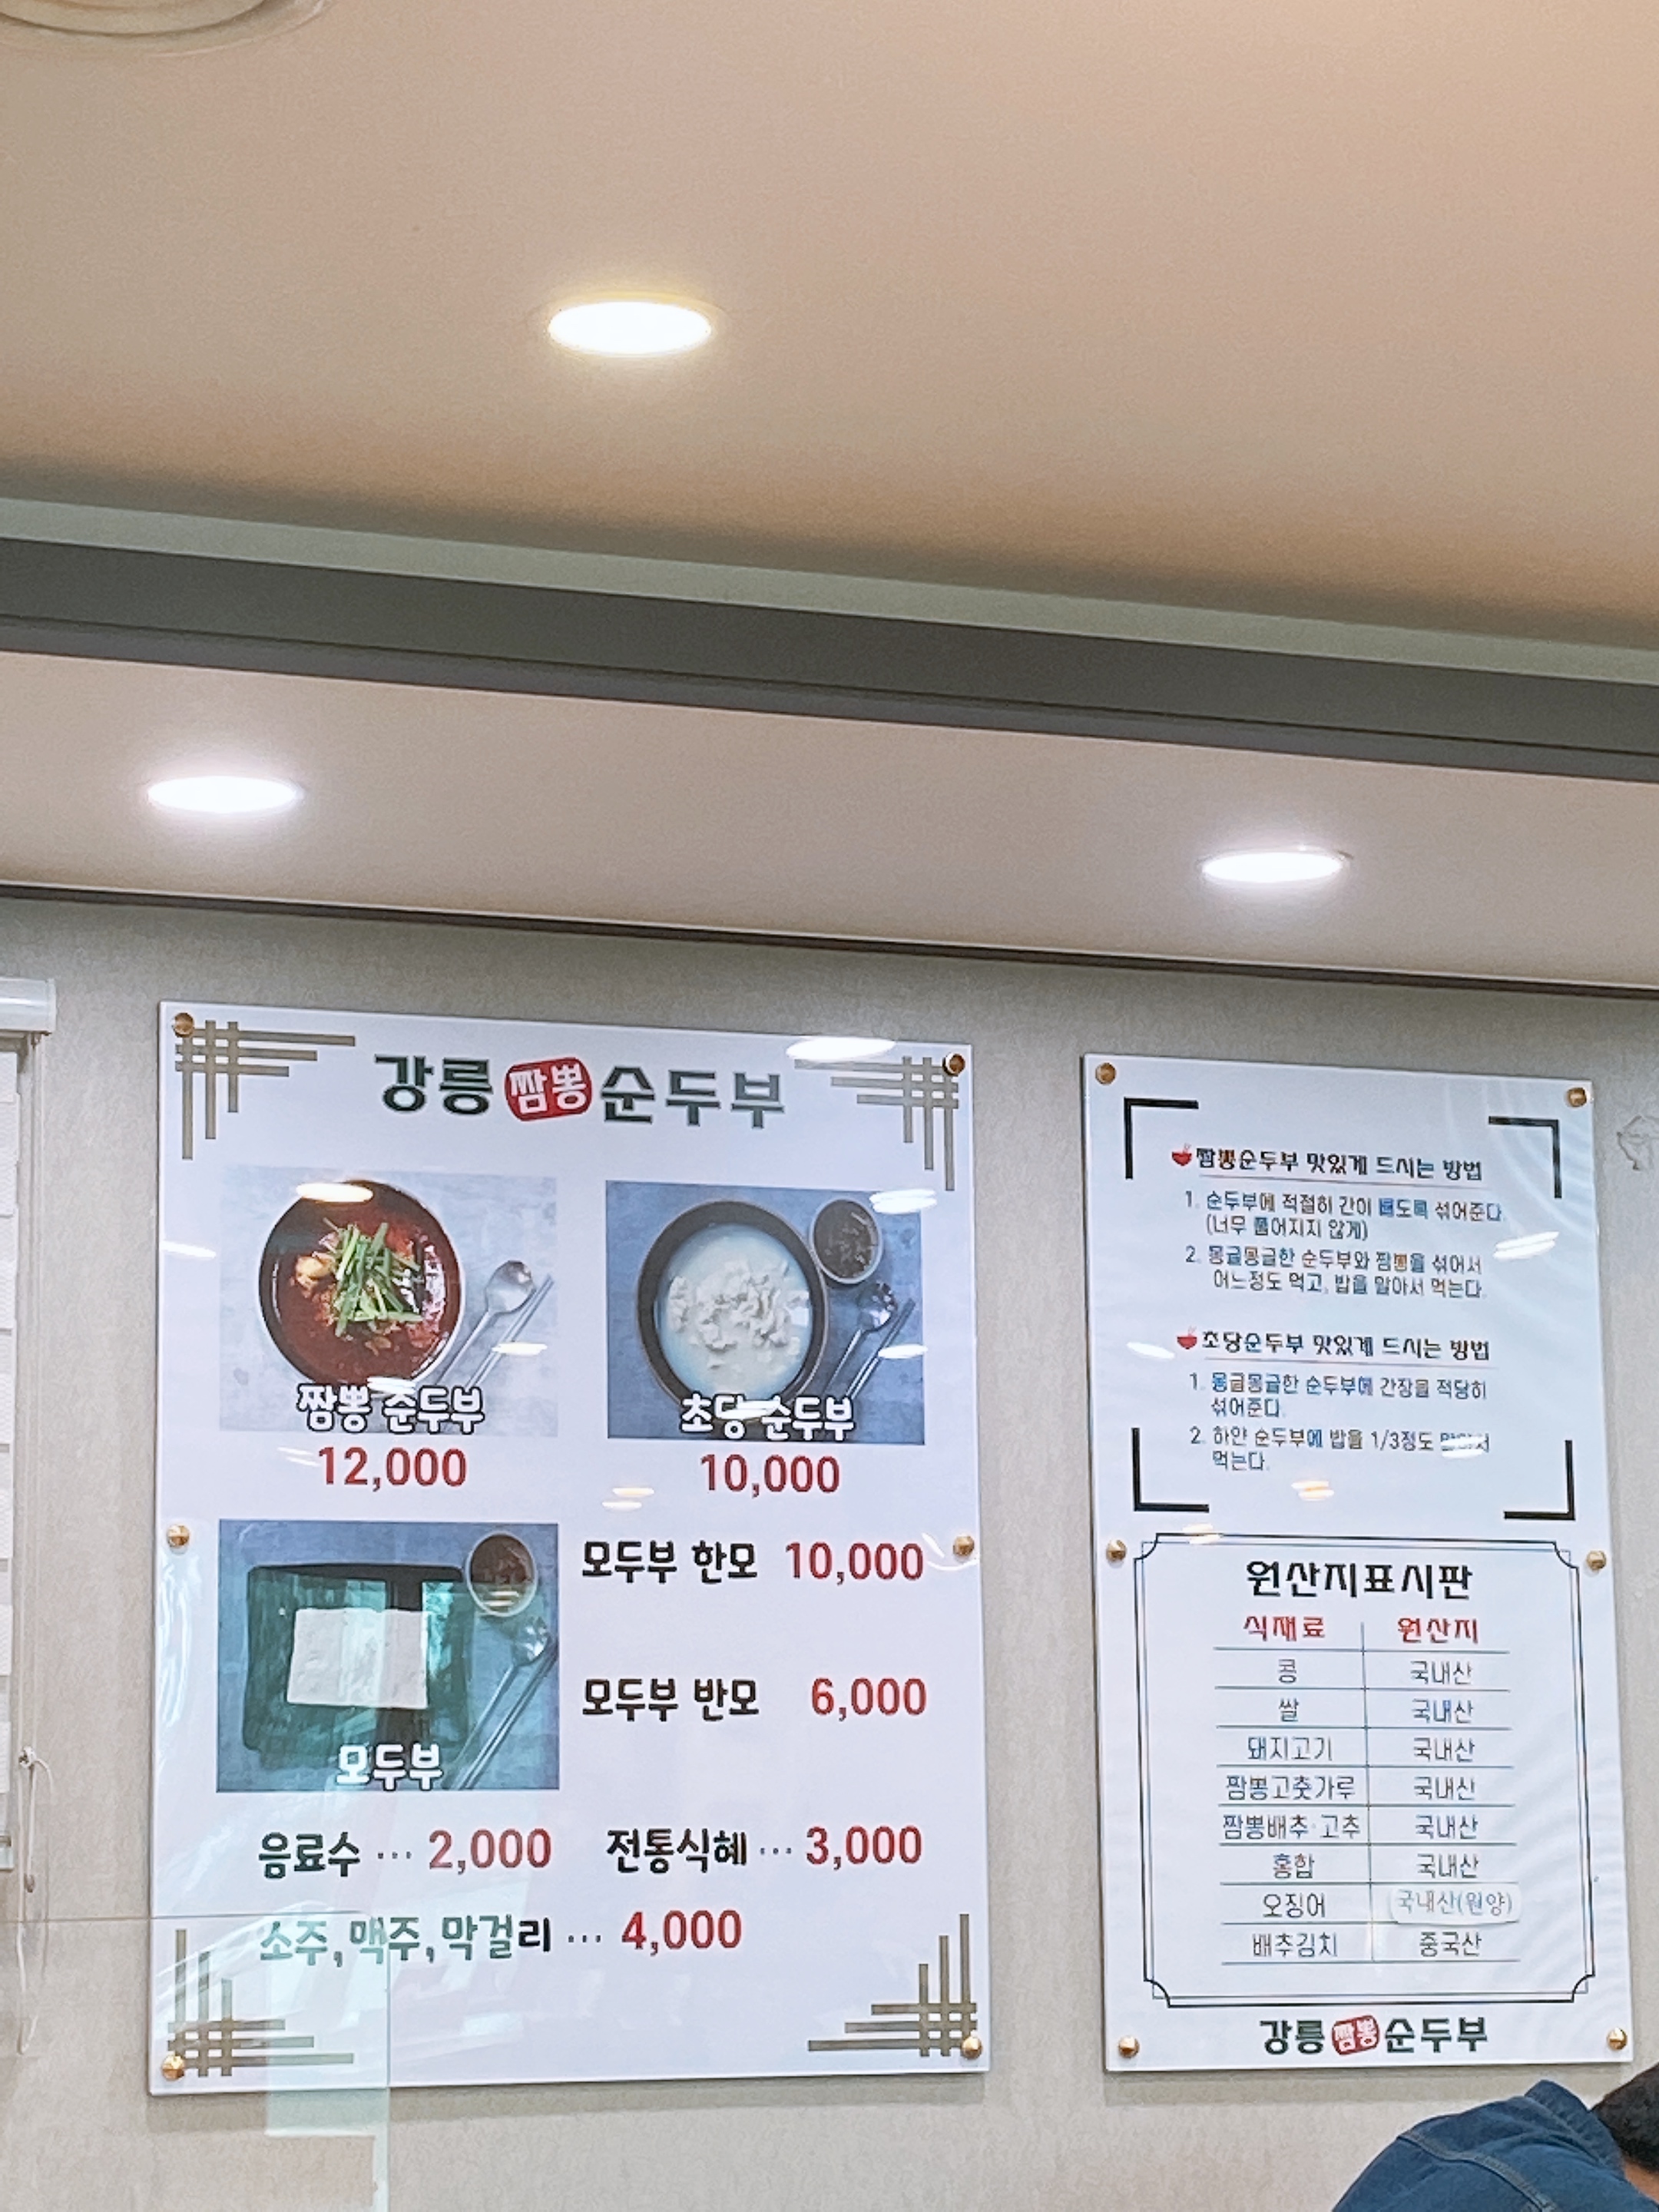 강릉 짬뽕 순두부
짬뽕 순두부
12,000
초당 순두부
10,000
모두부
모두부 한모 10,000
모두부 반모 6,000
음료수 ··· 2,000 전통식혜 ··· 3,000
소주, 맥주, 막걸리 ··· 4,000
짬뽕순두부 맛있게 드시는 방법
1. 순두부에 적절히 간이 배도록 섞어준다.
(너무 풀어지지 않게)
2. 몽글몽글한 순두부와 짬뽕을 섞어서
어느정도 먹고, 밥을 말아서 먹는다.
초당순두부 맛있게 드시는 방법
1. 몽글몽글한 순두부에 간장을 적당히
섞어준다.
2. 하얀 순두부에 밥을 1/3정도
먹는다.
원산지표시판
식재료 원산지
콩 국내산
쌀 국내산
돼지고기 국내산
짬뽕고춧가루 국내산
짬뽕배추·고추 국내산
홍합 국내산
오징어 국내산(원양)
배추김치 중국산
강릉 짬뽕 순두부